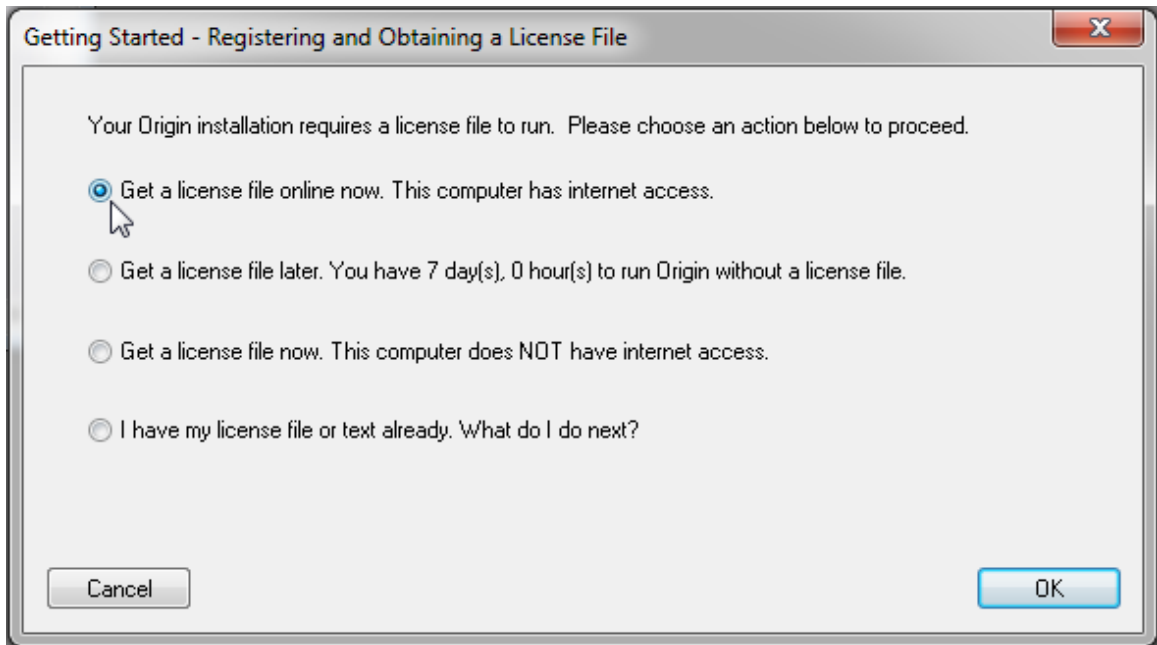 Getting Started - Registering and Obtaining a License File
Your Origin installation requires a license file to run.  Please choose an action below to proceed.
Get a license file online now. This computer has internet access.
Get a license file later. You have 7 day(s), 0 hour(s) to run Origin without a license file.
Get a license file now. This computer does NOT have internet access.
I have my license file or text already. What do I do next?
Cancel
OK